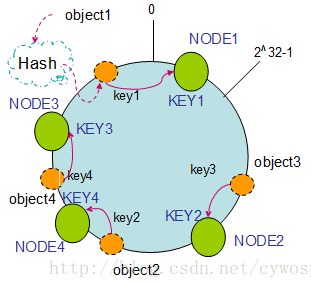 object1
0
NODE1
Hash
2^32-1
NODE3
key1
KEY1
KEY3
key3
object3
key4
object4
KEY4
key2
KEY2
NODE4
NODE2
object2
http://blog.csdn.net/cywosp